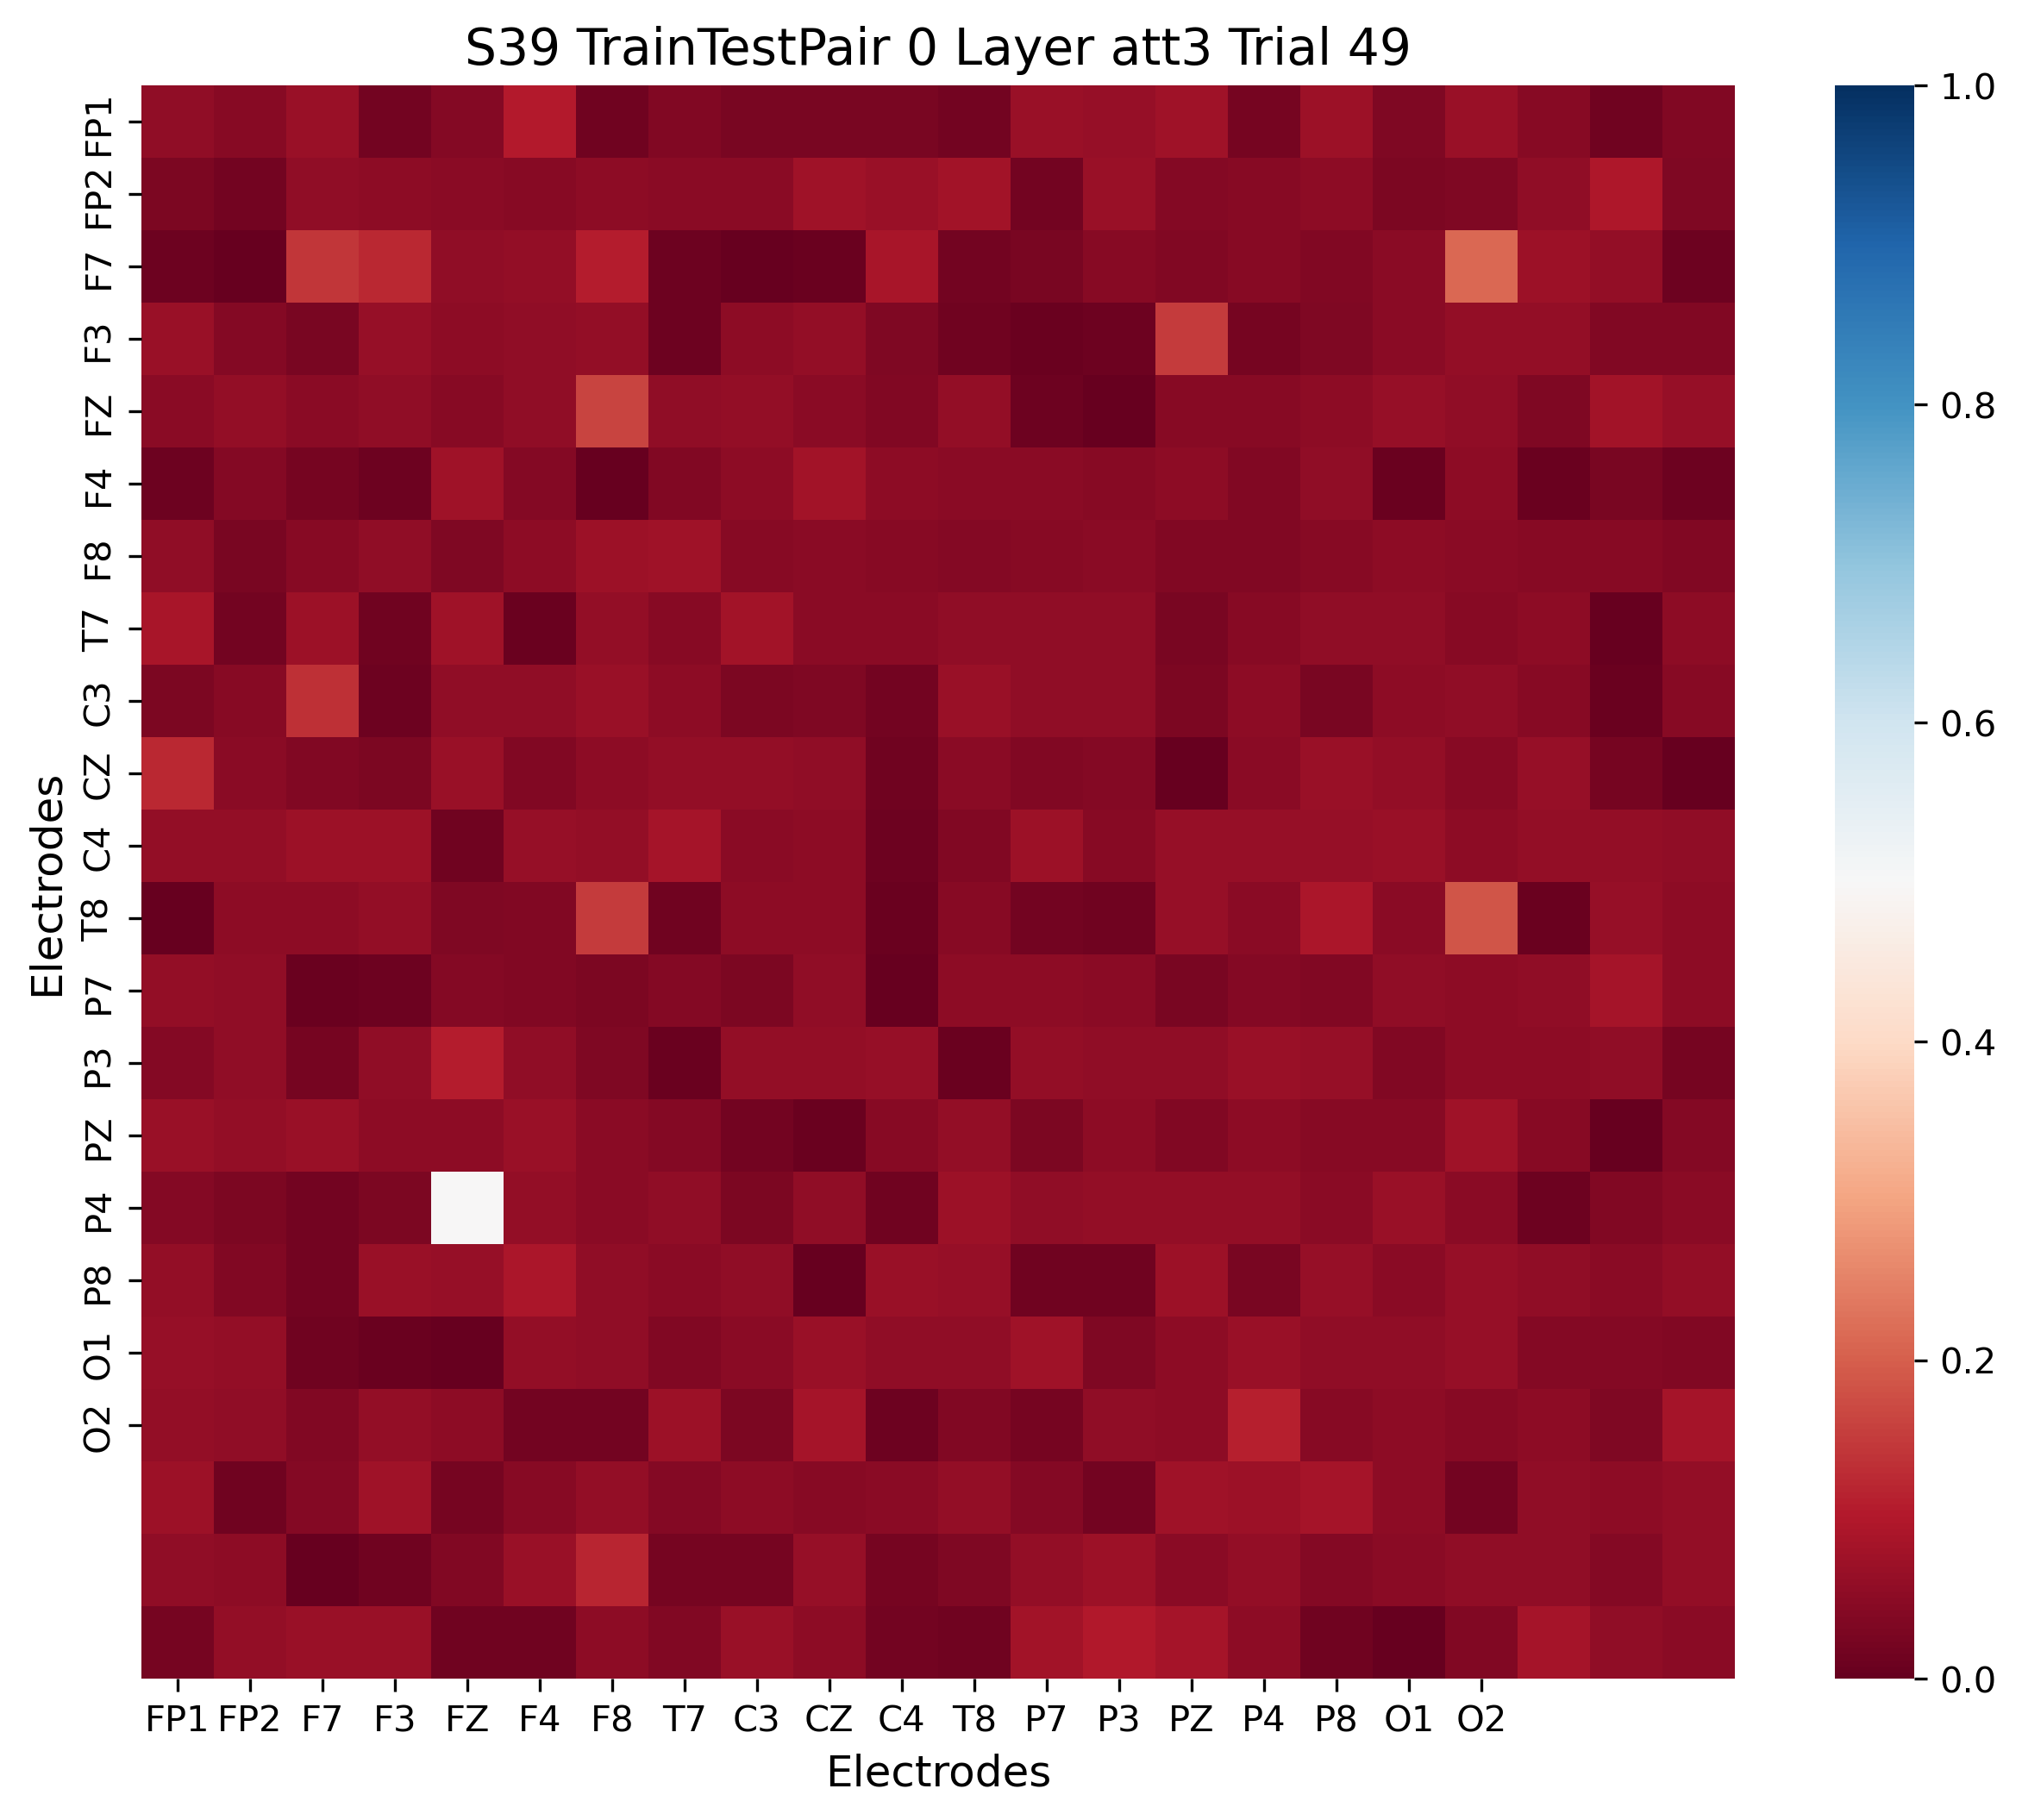 S39 TrainTestPair 0 Layer att3 Trial 49
Electrodes
FP1
FP2
F7
F3
FZ
F4
F8
T7
C3
CZ
C4
T8
P7
P3
PZ
P4
P8
O1
O2
FP1 FP2 F7 F3 FZ F4 F8 T7 C3 CZ C4 T8 P7 P3 PZ P4 P8 O1 O2
Electrodes
1.0
0.8
0.6
0.4
0.2
0.0